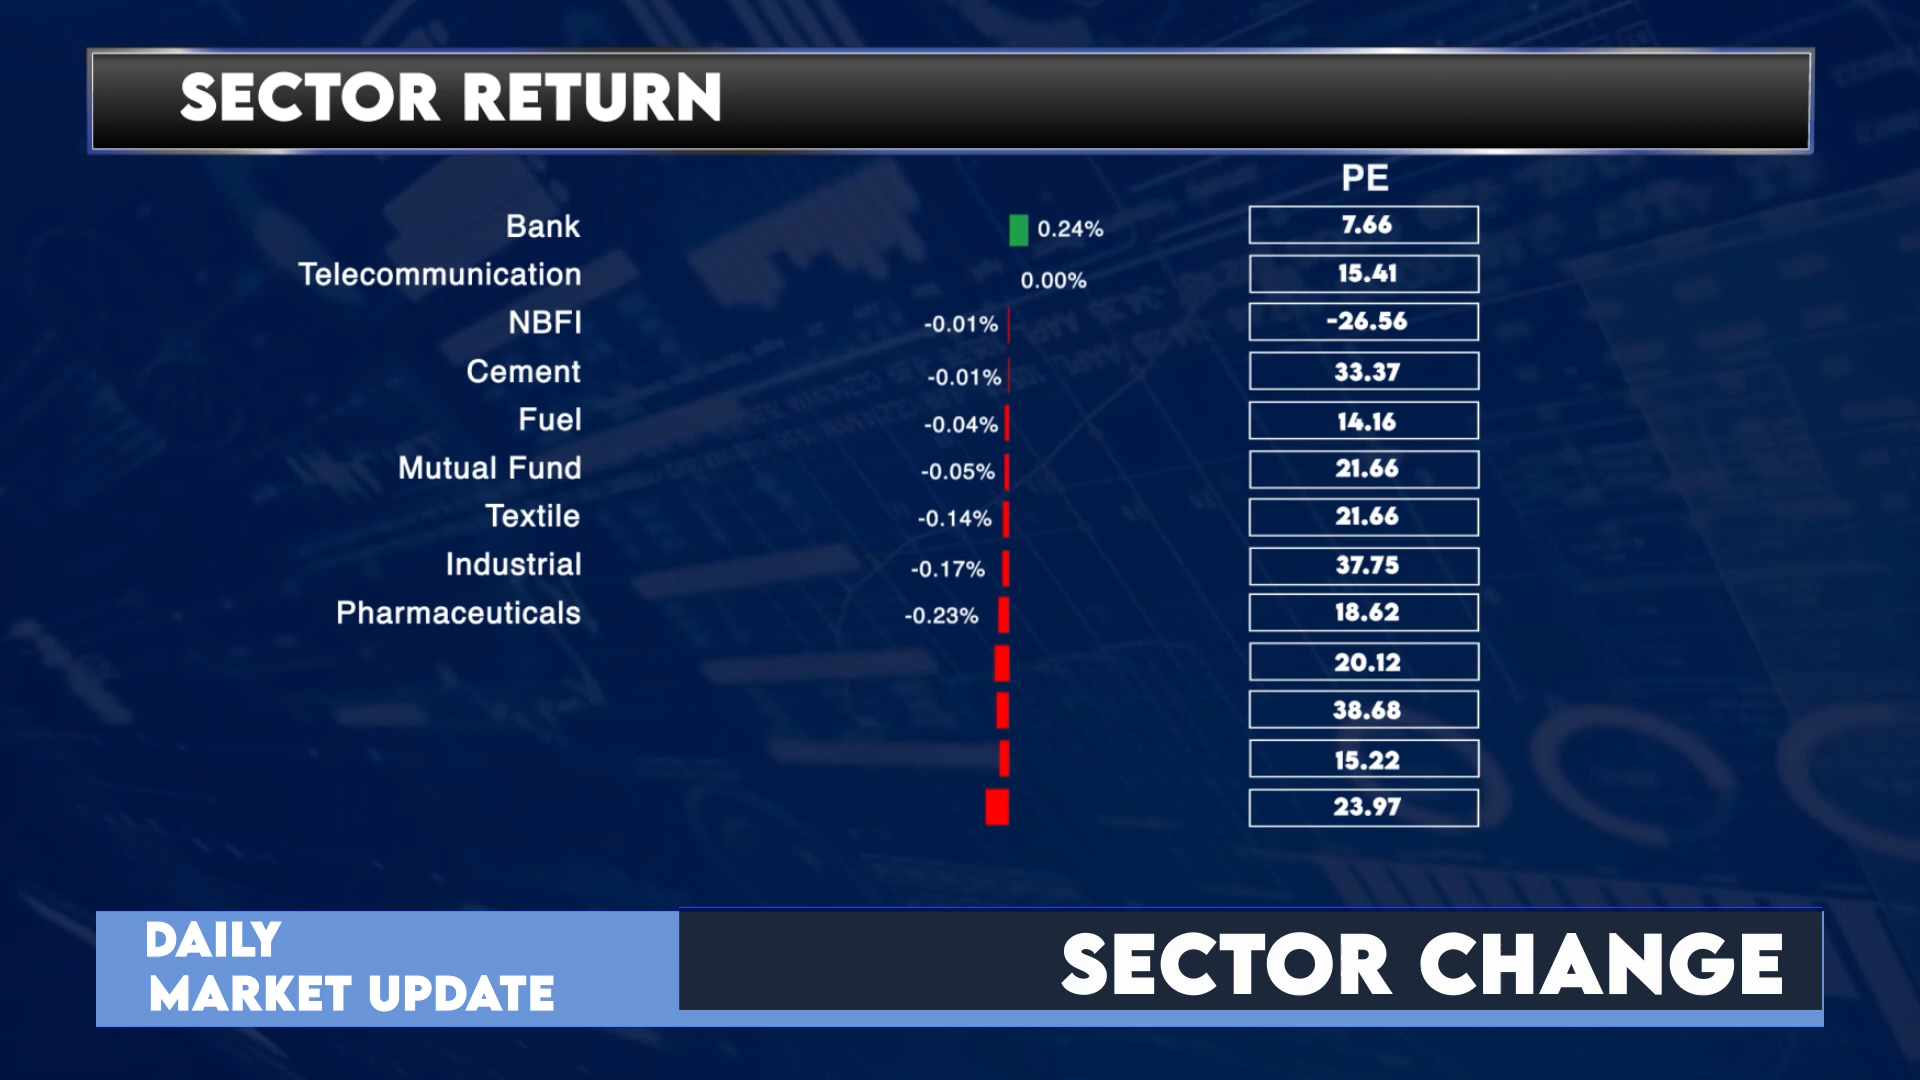 SECTOR RETURN
PE
Bank 0.24% 7.66
Telecommunication 0.00% 15.41
NBFI -0.01% -26.56
Cement -0.01% 33.37
Fuel -0.04% 14.16
Mutual Fund -0.05% 21.66
Textile -0.14% 21.66
Industrial -0.17% 37.75
Pharmaceuticals -0.23% 18.62
20.12
38.68
15.22
23.97
DAILY
MARKET UPDATE
SECTOR CHANGE